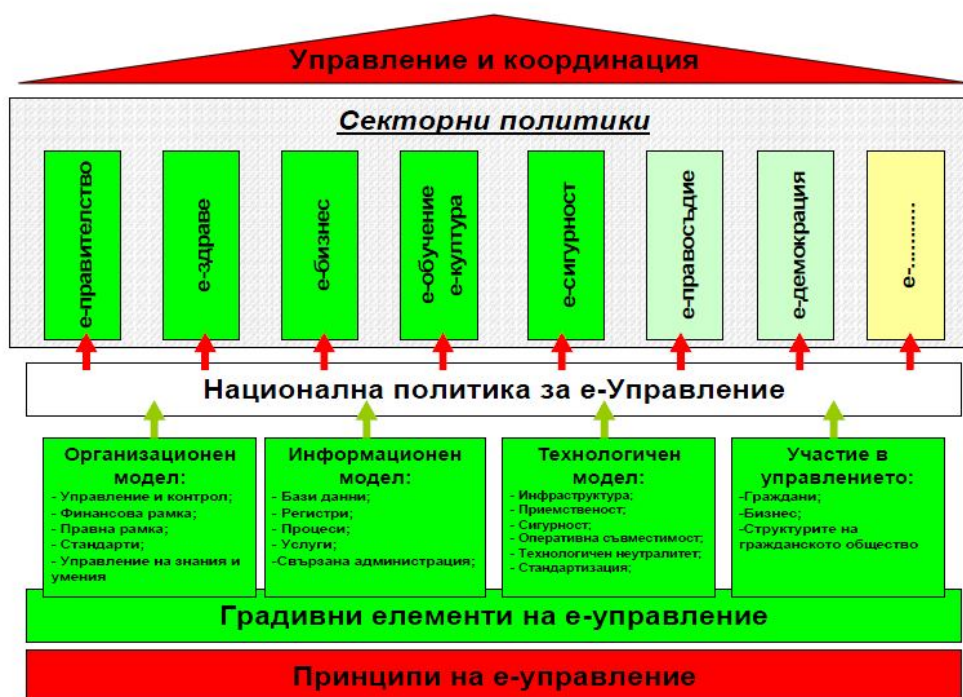 Управление и координация
Секторни политики
е-правителство
е-здраве
е-бизнес
е-обучение
е-култура
е-сигурност
е-правосъдие
е-демокрация
е-..........
Национална политика за е-Управление
Организационен
модел:
- Управление и контрол;
- Финансова рамка;
- Правна рамка;
- Стандарти;
- Управление на знания и
умения
Информационен
модел:
- Бази данни;
- Регистри;
- Процеси;
- Услуги;
-Свързана администрация;
Технологичен
модел:
- Инфраструктура;
- Приемственост;
- Сигурност;
- Оперативна съвместимост;
- Технологичен неутралитет;
- Стандартизация;
Участие в
управлението:
-Граждани;
-Бизнес;
-Структурите на
гражданското общество
Градивни елементи на е-управление
Принципи на е-управление